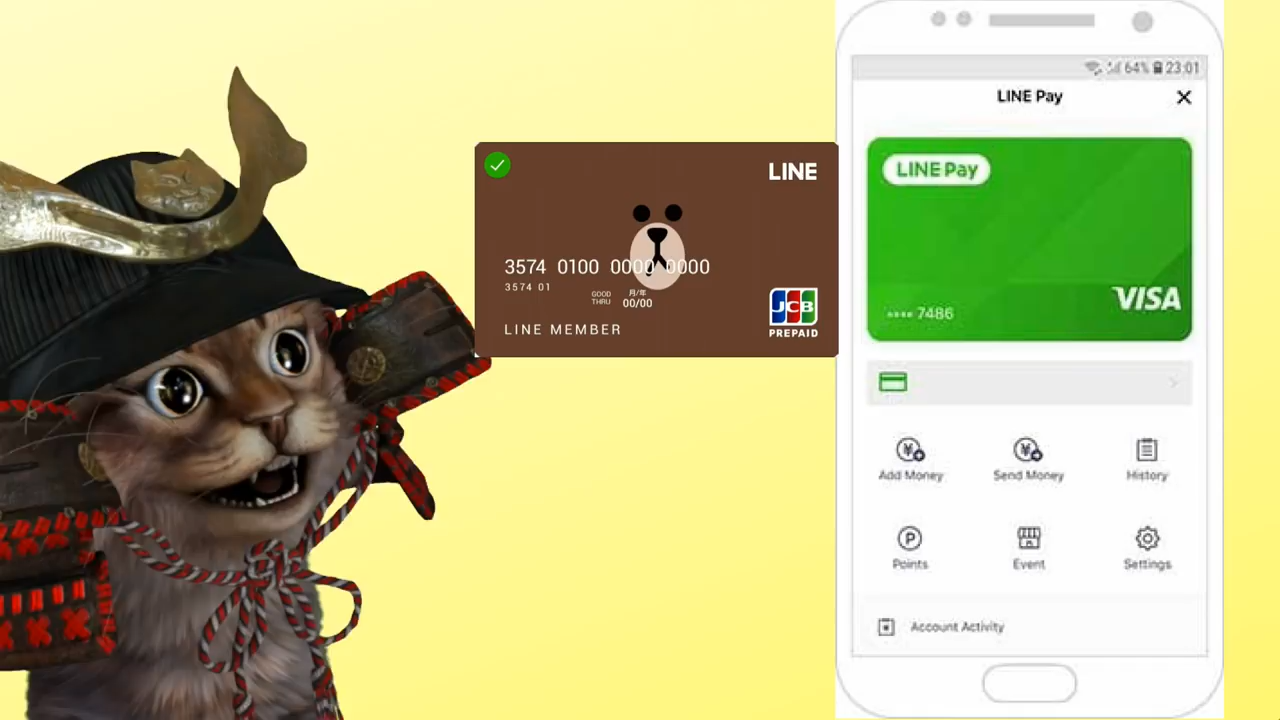 LINE
3574 0100 0000 0000
3574 01
GOOD THRU
月/年
00/00
LINE MEMBER
JCB
PREPAID
64% 23:01
LINE Pay
LINE Pay
VISA
•••• 7486
Add Money
Send Money
History
Points
Event
Settings
Account Activity